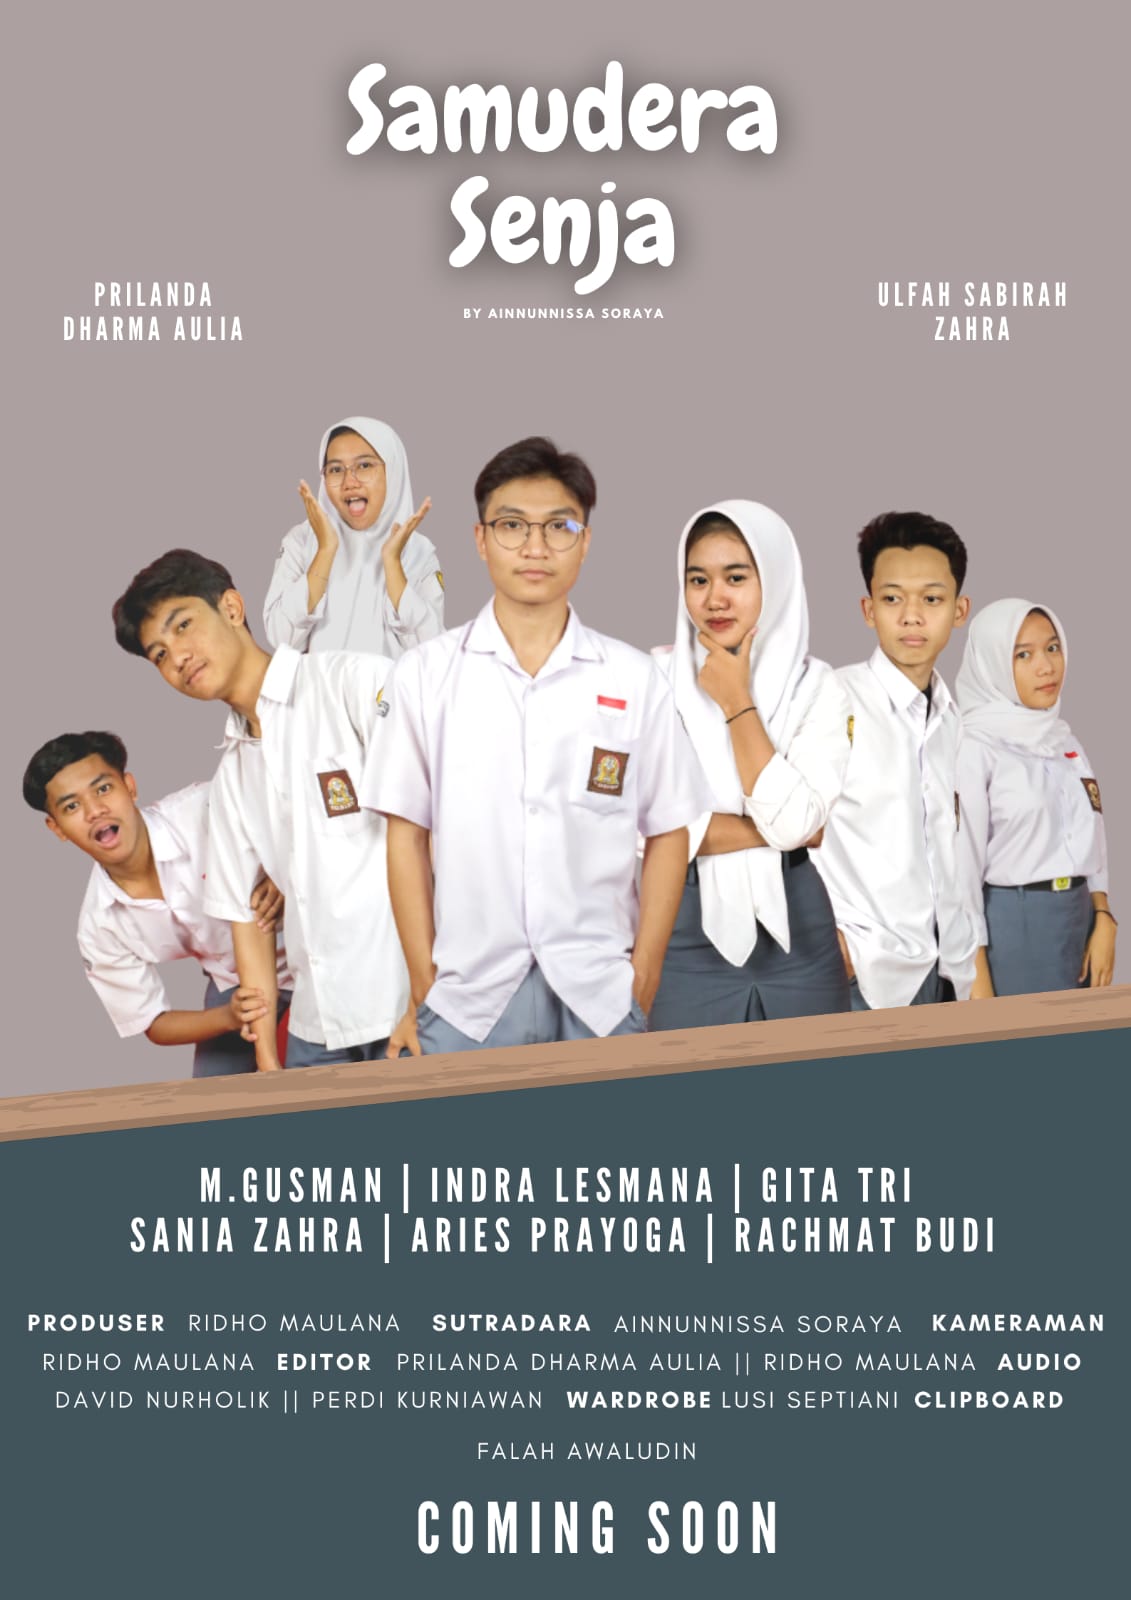 Samudera
Senja
BY AINNUNNISSA SORAYA
PRILANDA
DHARMA AULIA
ULFAH SABIRAH
ZAHRA
M.GUSMAN | INDRA LESMANA | GITA TRI
SANIA ZAHRA | ARIES PRAYOGA | RACHMAT BUDI
PRODUSER RIDHO MAULANA SUTRADARA AINNUNNISSA SORAYA KAMERAMAN
RIDHO MAULANA EDITOR PRILANDA DHARMA AULIA || RIDHO MAULANA AUDIO
DAVID NURHOLIK || PERDI KURNIAWAN WARDROBE LUSI SEPTIANI CLIPBOARD
FALAH AWALUDIN
COMING SOON